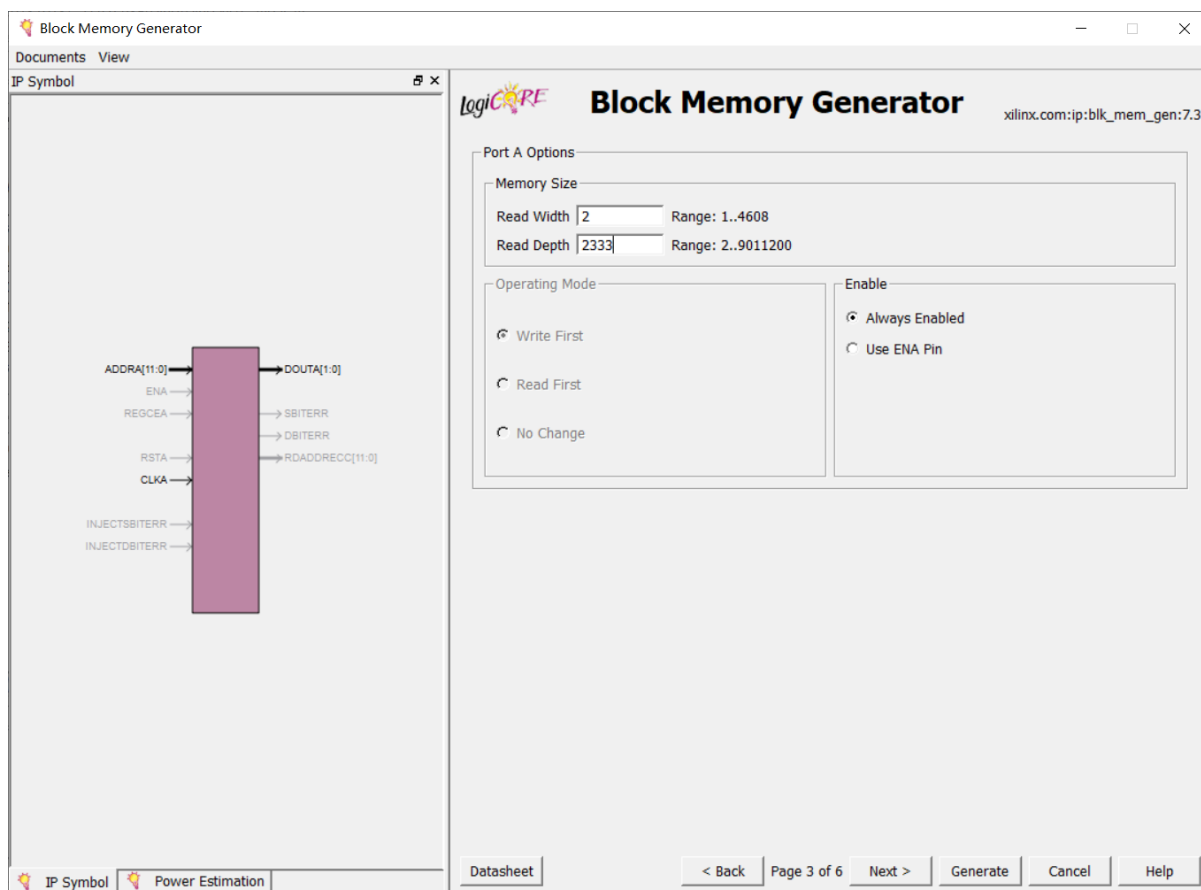 Block Memory Generator
Documents View
IP Symbol
LogiCORE
Block Memory Generator
xilinx.com:ip:blk_mem_gen:7.3
Port A Options
Memory Size
Read Width 2 Range: 1..4608
Read Depth 2333 Range: 2..9011200
Operating Mode
Write First
Read First
No Change
Enable
Always Enabled
Use ENA Pin
ADDRA[11:0] DOUTA[1:0]
ENA
REGCEA SBITERR
DBITERR
RSTA RDADDRECC[11:0]
CLKA
INJECTSBITERR
INJECTDBITERR
IP Symbol Power Estimation
Datasheet < Back Page 3 of 6 Next > Generate Cancel Help